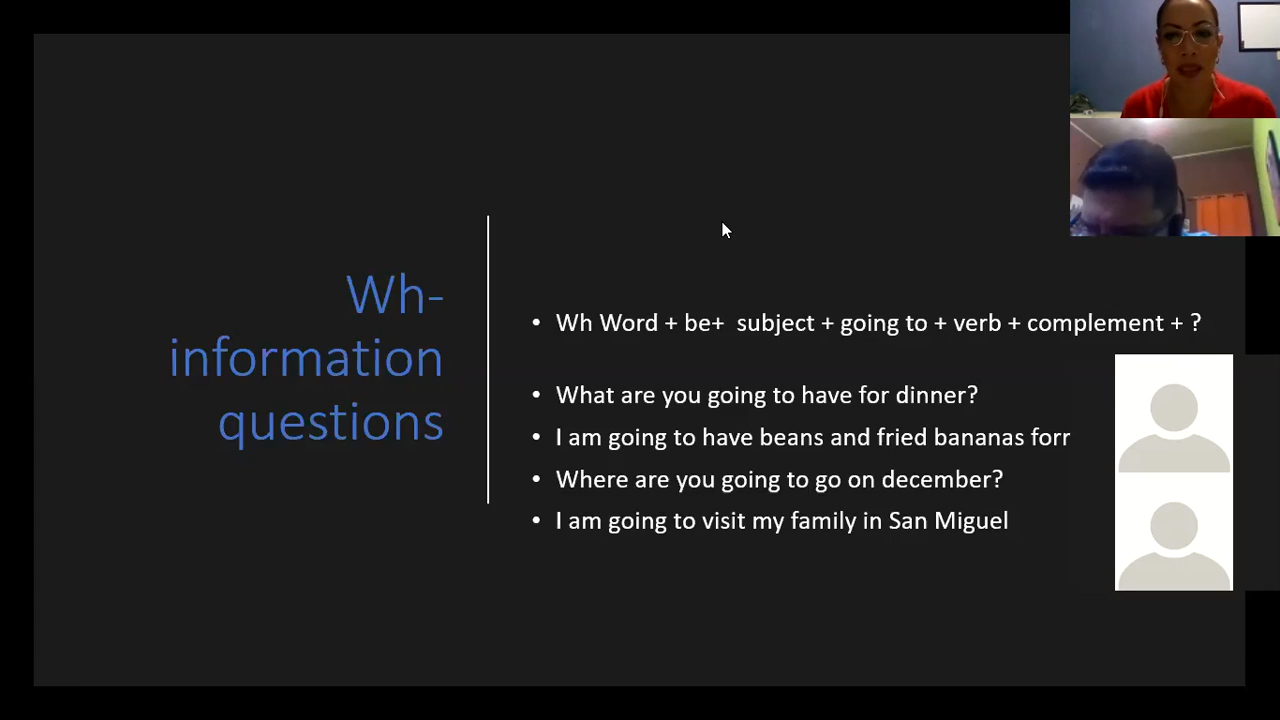 Wh-
information
questions
Wh Word + be+ subject + going to + verb + complement + ?
What are you going to have for dinner?
I am going to have beans and fried bananas forr
Where are you going to go on december?
I am going to visit my family in San Miguel